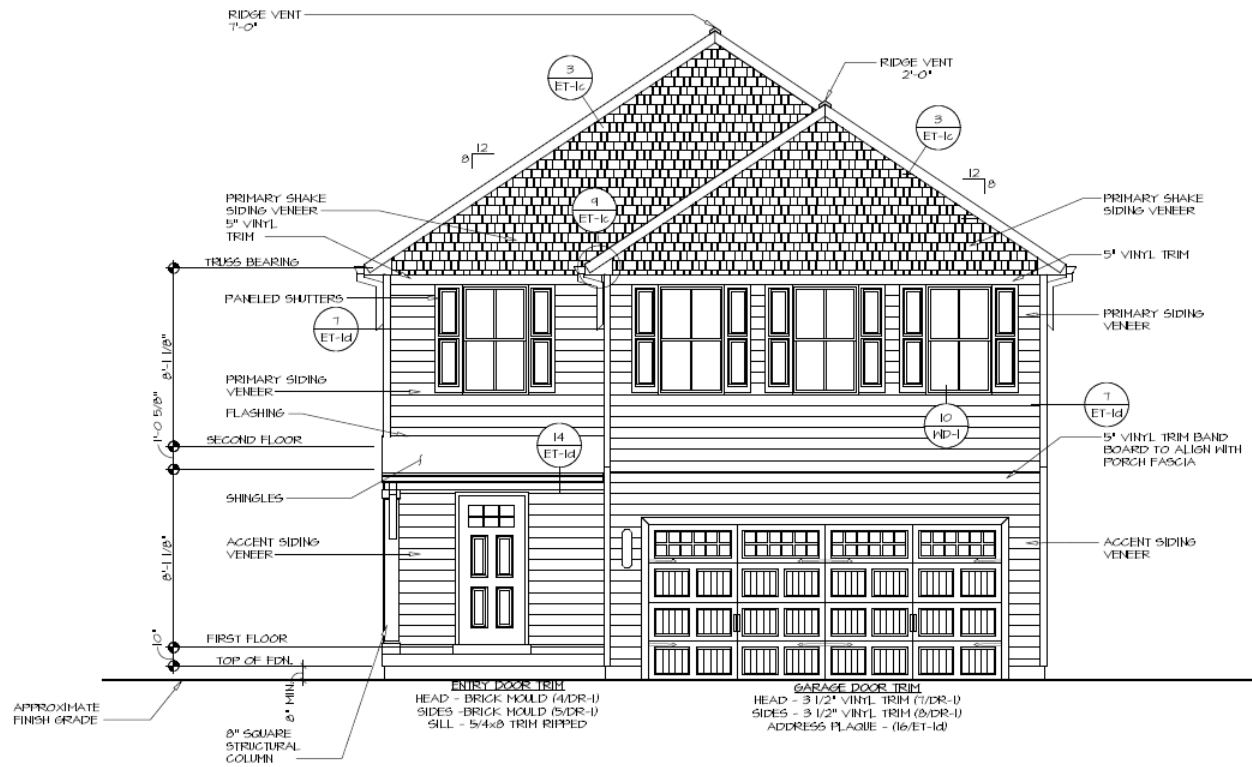 RIDGE VENT
7'-0"
RIDGE VENT
2'-0"
3
ET-1c
3
ET-1c
12
8
12
8
9
ET-1c
PRIMARY SHAKE
SIDING VENEER
5" VINYL
TRIM
PRIMARY SHAKE
SIDING VENEER
TRUSS BEARING
5" VINYL TRIM
PANELED SHUTTERS
7
ET-1d
PRIMARY SIDING
VENEER
8'-1 1/8"
PRIMARY SIDING
VENEER
7
ET-1d
FLASHING
10
WD-1
1'-0 5/8"
SECOND FLOOR
14
ET-1d
5" VINYL TRIM BAND
BOARD TO ALIGN WITH
PORCH FASCIA
SHINGLES
8'-1 1/8"
ACCENT SIDING
VENEER
ACCENT SIDING
VENEER
FIRST FLOOR
TOP OF FDN.
8" MIN.
APPROXIMATE
FINISH GRADE
8" SQUARE
STRUCTURAL
COLUMN
ENTRY DOOR TRIM
HEAD - BRICK MOULD (4/DR-1)
SIDES -BRICK MOULD (5/DR-1)
SILL - 5/4x8 TRIM RIPPED
GARAGE DOOR TRIM
HEAD - 3 1/2" VINYL TRIM (7/DR-1)
SIDES - 3 1/2" VINYL TRIM (8/DR-1)
ADDRESS PLAQUE - (16/ET-1d)